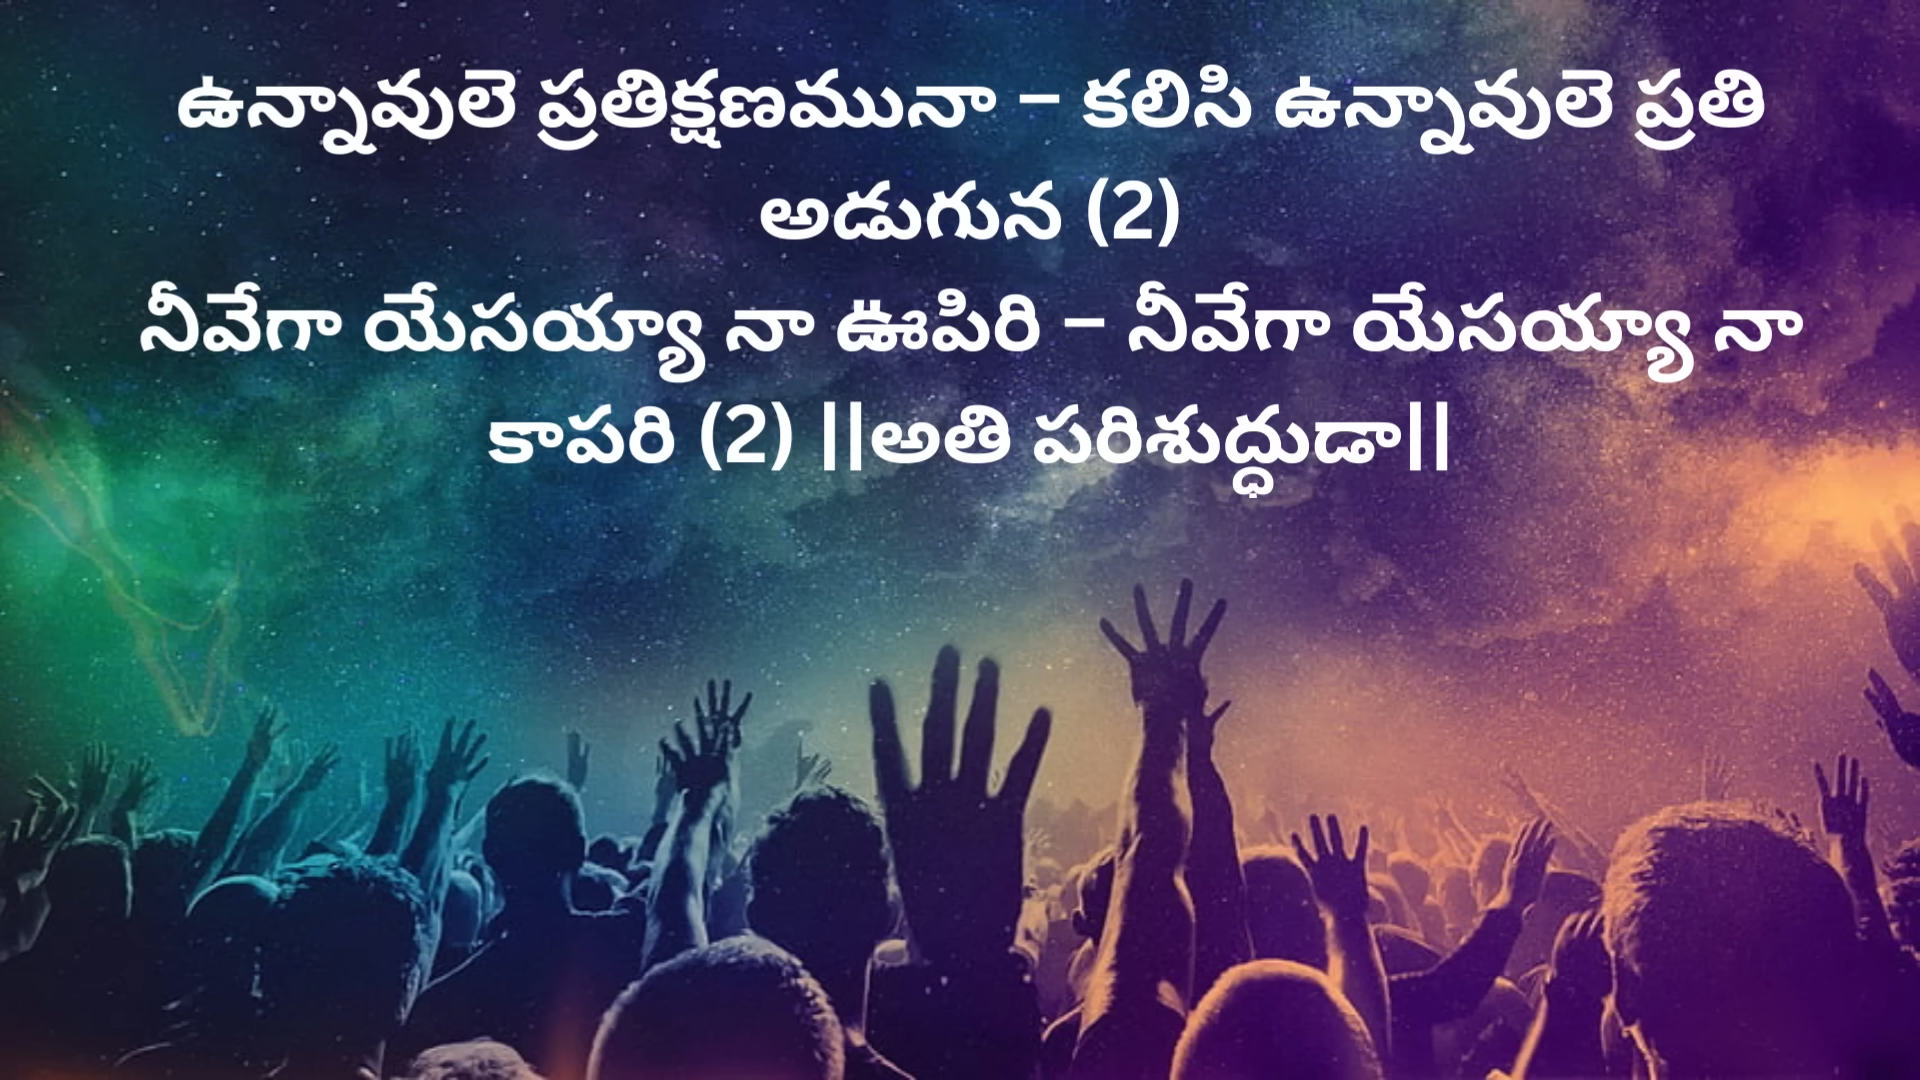 ఉన్నావులె ప్రతిక్షణమునా – కలిసి ఉన్నావులె ప్రతి
అడుగున (2)
నీవేగా యేసయ్యా నా ఊపిరి – నీవేగా యేసయ్యా నా
కాపరి (2) ||అతి పరిశుద్ధుడా||